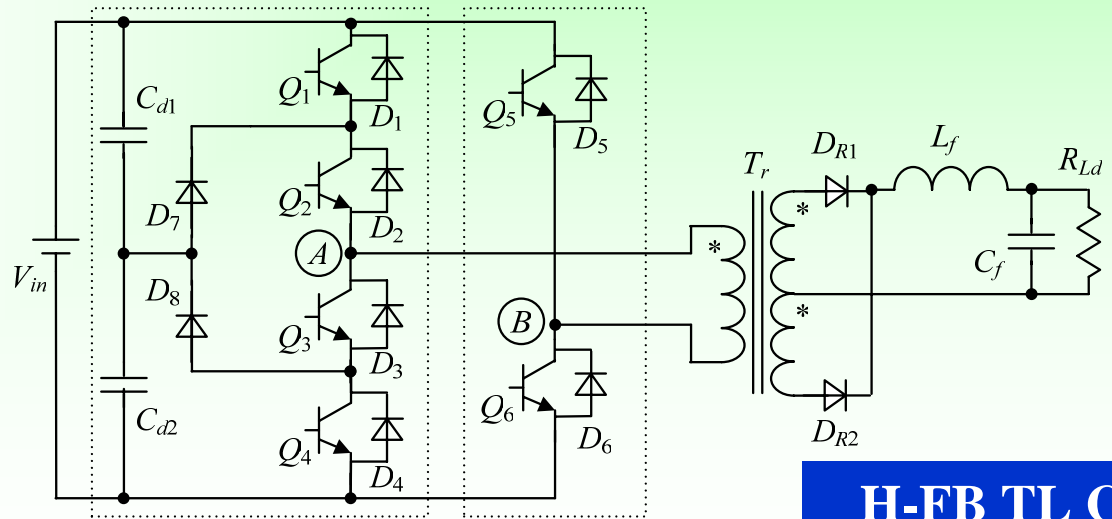 C_{d1}
Q_1
D_1
Q_5
D_5
D_7
Q_2
D_2
T_r
D_{R1}
L_f
R_{Ld}
*
*
V_{in}
A
D_8
C_f
*
Q_3
D_3
B
C_{d2}
Q_4
D_4
Q_6
D_6
D_{R2}
H-FB TL